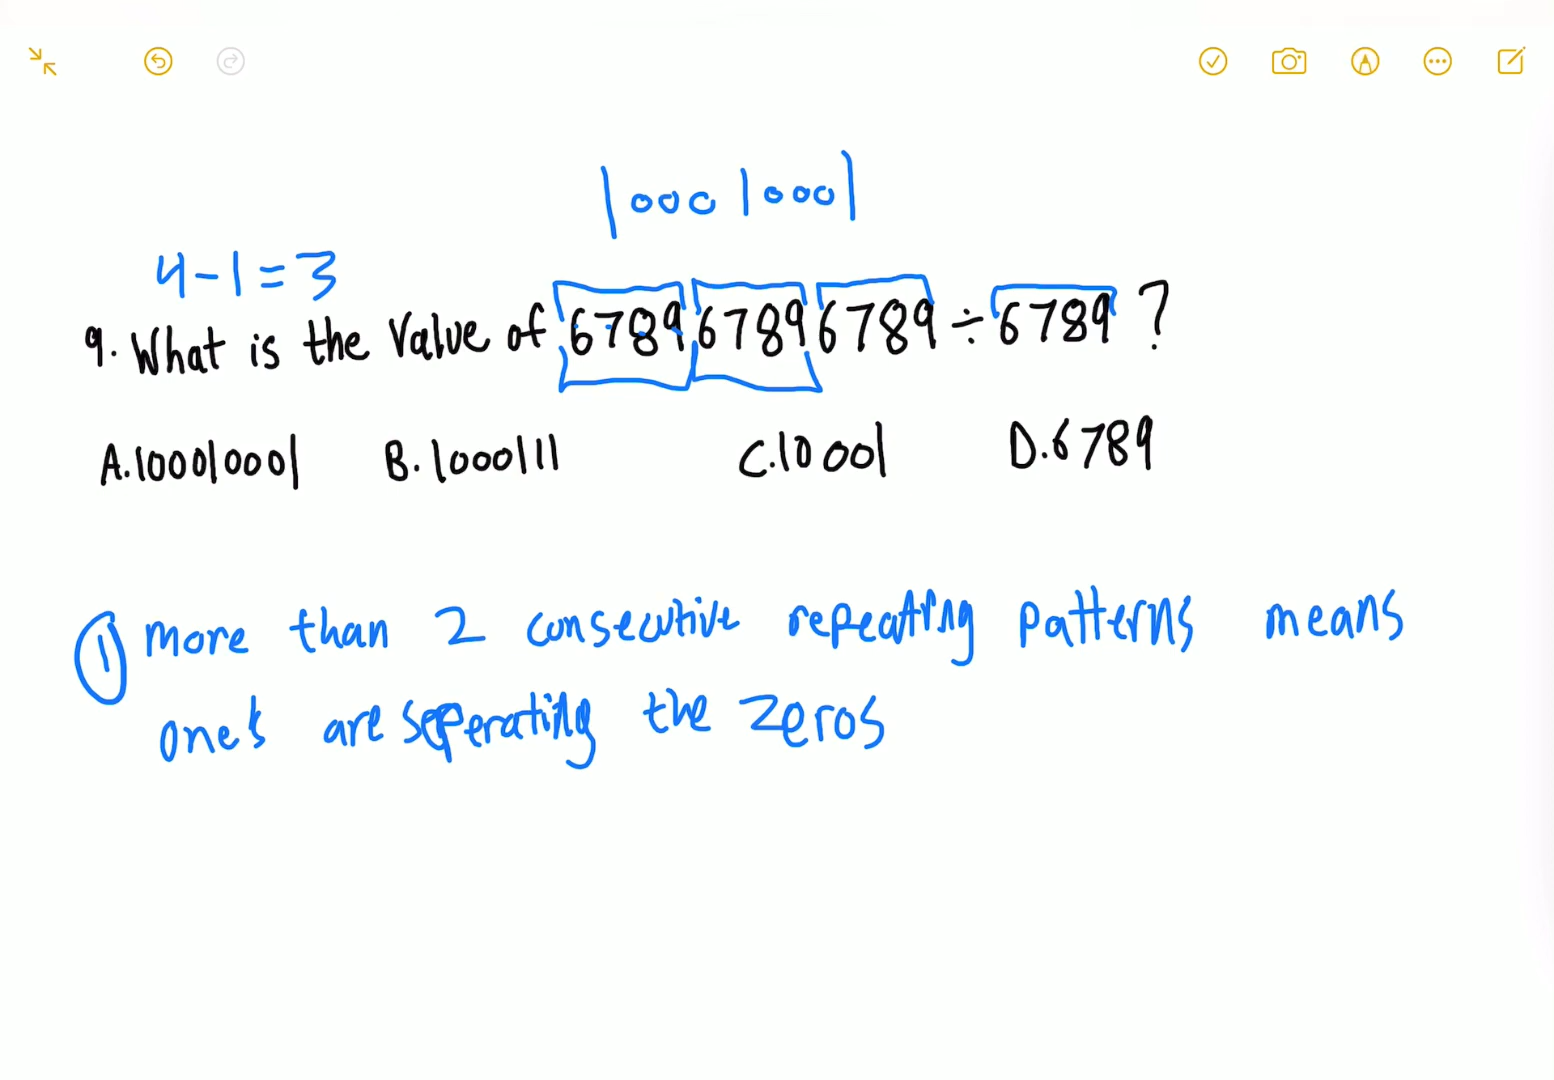 100010001
4-1=3
9. What is the Value of 678967896789 ÷ 6789 ?
A. 100010001 B. 1000111 C. 10001 D. 6789
① more than 2 consecutive repeating patterns means
one's are seperating the zeros